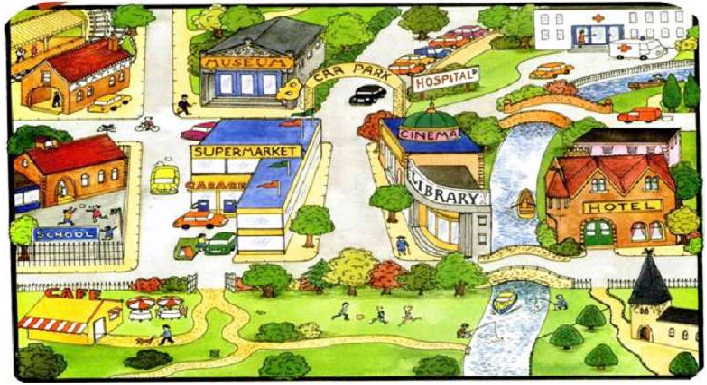 MUSEUM
CAR PARK
HOSPITAL
CINEMA
SUPERMARKET
GARAGE
LIBRARY
HOTEL
SCHOOL
CAFE